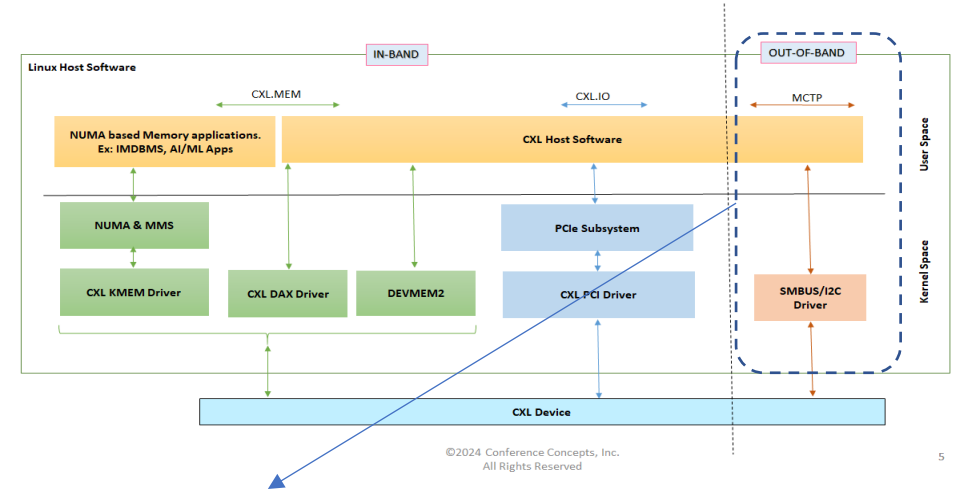 IN-BAND
OUT-OF-BAND
Linux Host Software
CXL.MEM
CXL.IO
MCTP
NUMA based Memory applications.
Ex: IMDBMS, AI/ML Apps
CXL Host Software
User Space
NUMA & MMS
PCIe Subsystem
Kernel Space
CXL KMEM Driver
CXL DAX Driver
DEVMEM2
CXL PCI Driver
SMBUS/I2C
Driver
CXL Device
©2024 Conference Concepts, Inc.
All Rights Reserved
5